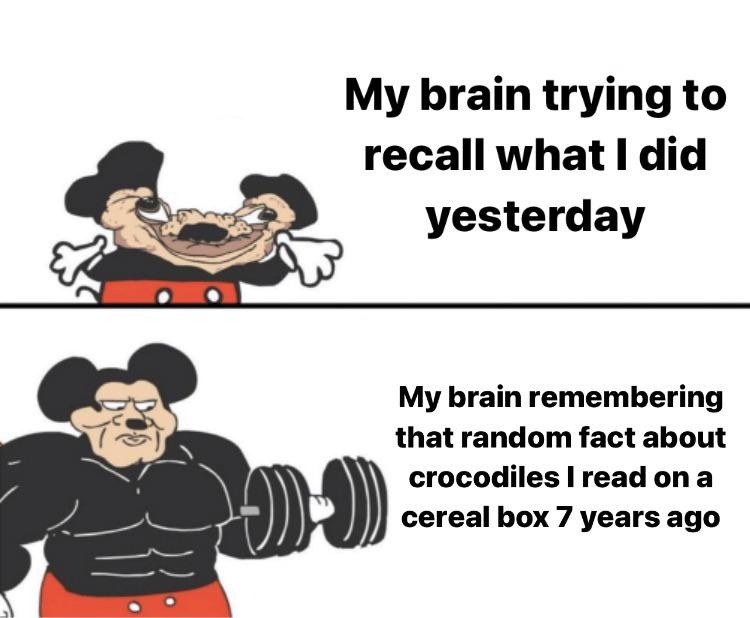 My brain trying to
recall what I did
yesterday
My brain remembering
that random fact about
crocodiles I read on a
cereal box 7 years ago